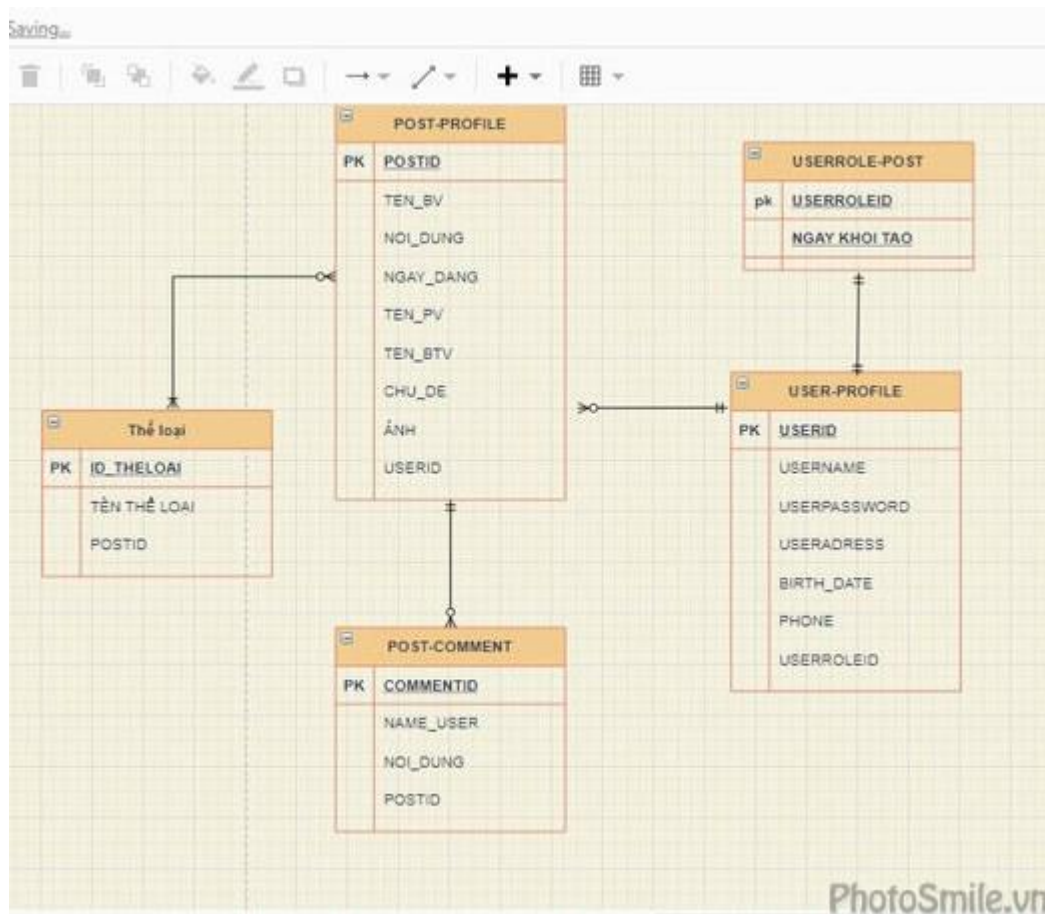 Saving...
POST-PROFILE
PK POSTID
TEN_BV
NOI_DUNG
NGAY_DANG
TEN_PV
TEN_BTV
CHU_DE
ẢNH
USERID
USERROLE-POST
pk USERROLEID
NGAY KHOI TAO
Thể loại
PK ID_THELOAI
TÊN THỂ LOAI
POSTID
USER-PROFILE
PK USERID
USERNAME
USERPASSWORD
USERADRESS
BIRTH_DATE
PHONE
USERROLEID
POST-COMMENT
PK COMMENTID
NAME_USER
NOI_DUNG
POSTID
PhotoSmile.vn